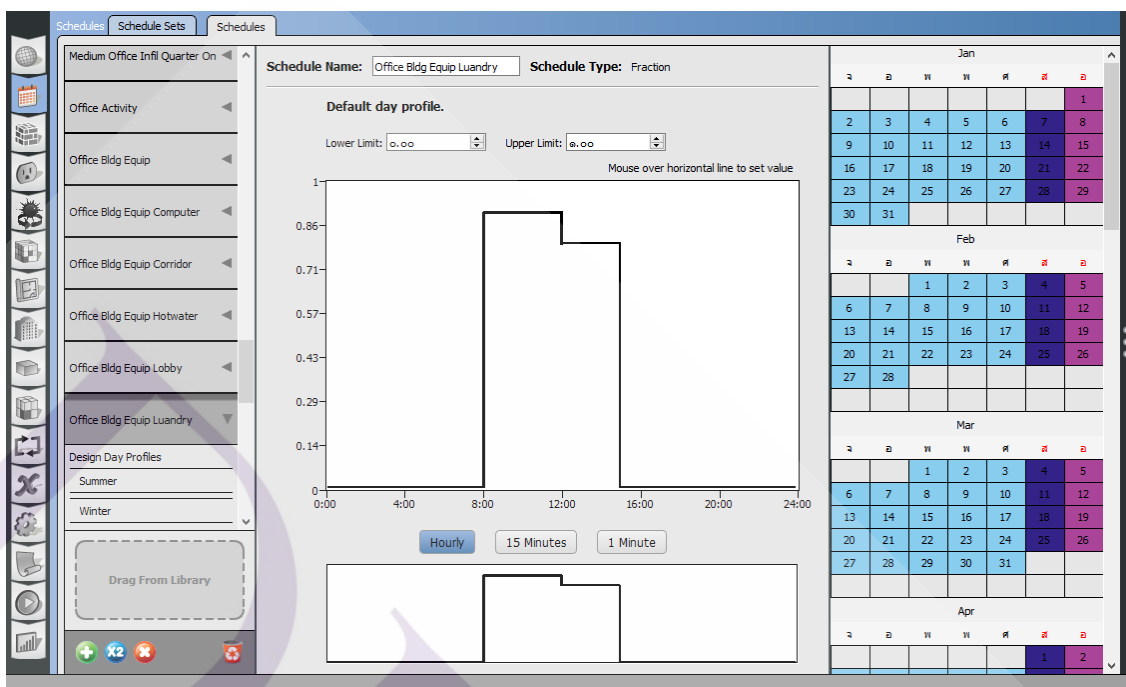 Schedules Schedule Sets Schedules
Medium Office Infil Quarter On
Office Activity
Office Bldg Equip
Office Bldg Equip Computer
Office Bldg Equip Corridor
Office Bldg Equip Hotwater
Office Bldg Equip Lobby
Office Bldg Equip Luandry
Design Day Profiles
Summer
Winter
Drag From Library
X2
Schedule Name: Office Bldg Equip Luandry Schedule Type: Fraction
Default day profile.
Lower Limit: ๐.๐๐ Upper Limit: ๑.๐๐
Mouse over horizontal line to set value
1
0.86
0.71
0.57
0.43
0.29
0.14
0
0:00 4:00 8:00 12:00 16:00 20:00 24:00
Hourly 15 Minutes 1 Minute
Jan
จ อ พ พ ศ ส อ
1
2 3 4 5 6 7 8
9 10 11 12 13 14 15
16 17 18 19 20 21 22
23 24 25 26 27 28 29
30 31
Feb
จ อ พ พ ศ ส อ
1 2 3 4 5
6 7 8 9 10 11 12
13 14 15 16 17 18 19
20 21 22 23 24 25 26
27 28
Mar
จ อ พ พ ศ ส อ
1 2 3 4 5
6 7 8 9 10 11 12
13 14 15 16 17 18 19
20 21 22 23 24 25 26
27 28 29 30 31
Apr
จ อ พ พ ศ ส อ
1 2